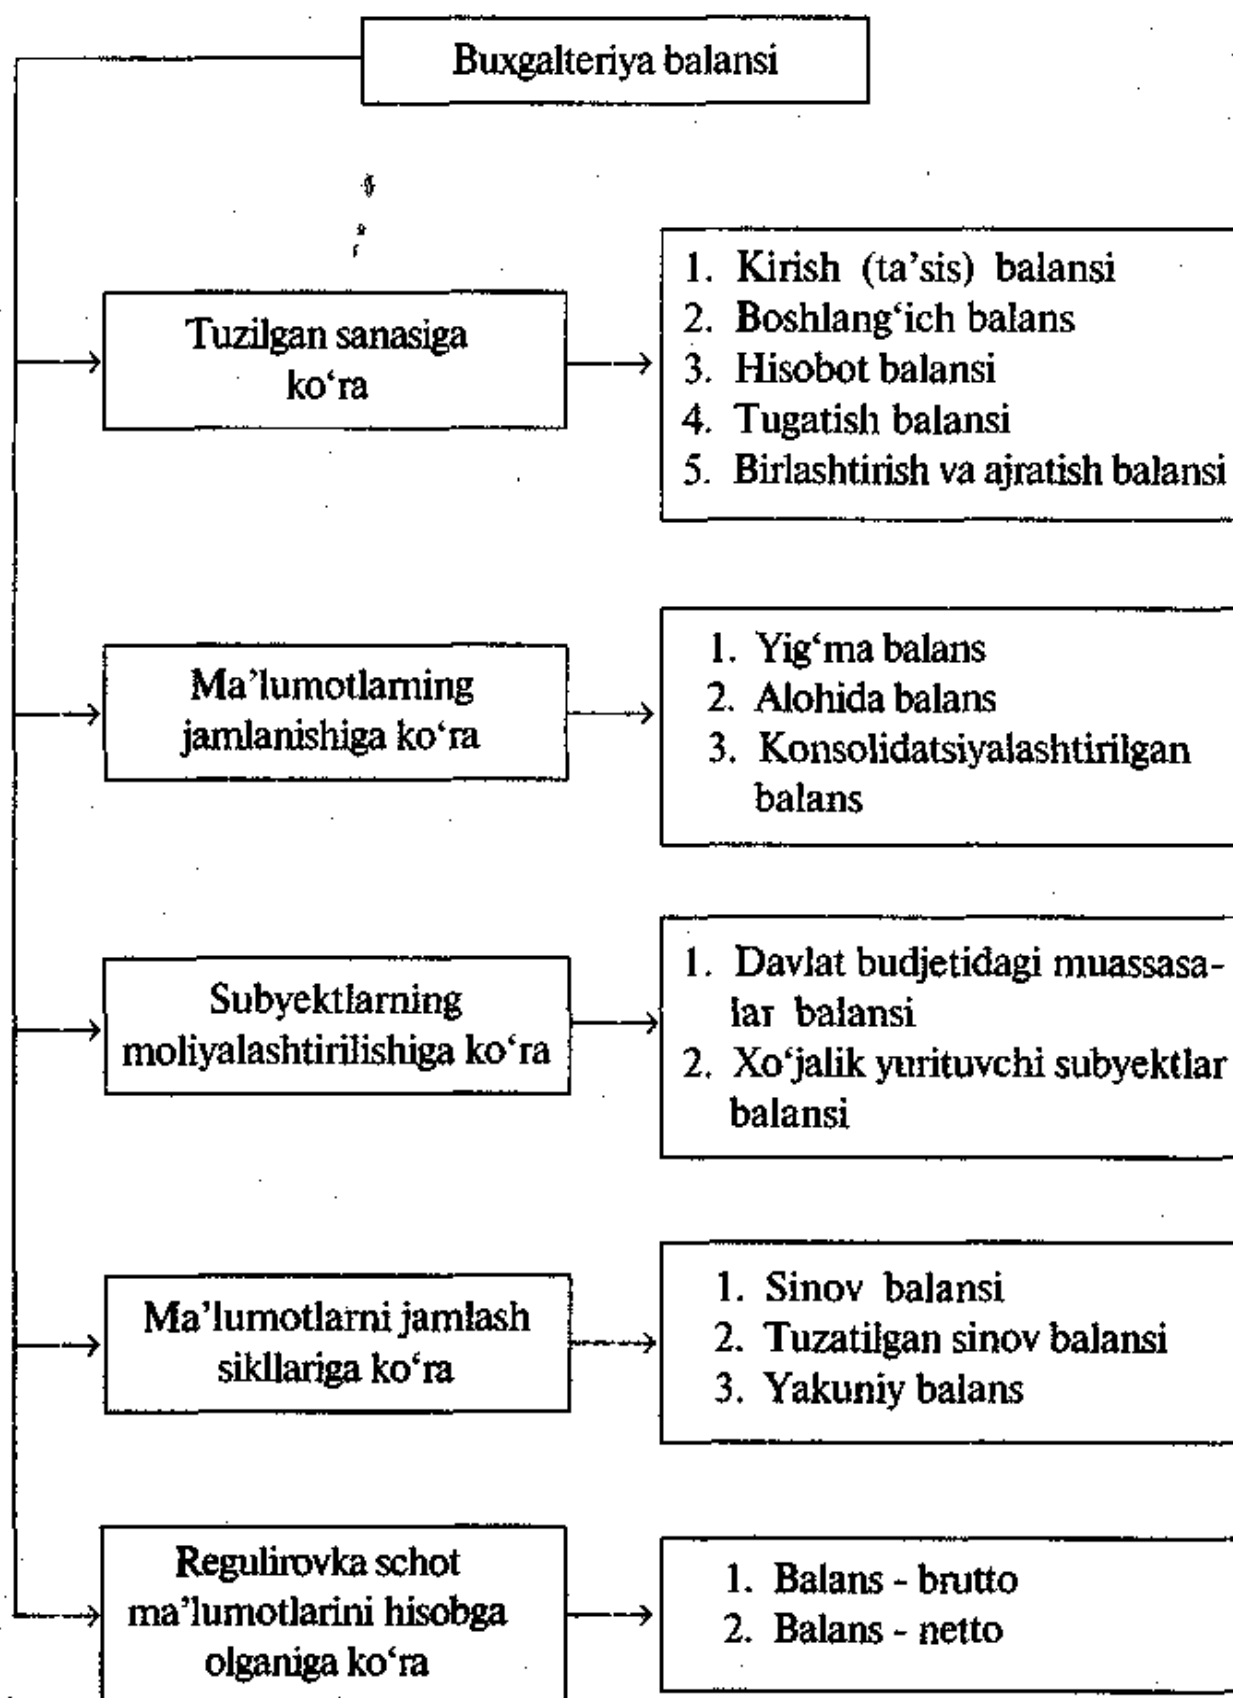 Buxgalteriya balansi
Tuzilgan sanasiga
ko‘ra
1. Kirish (ta’sis) balansi
2. Boshlang‘ich balans
3. Hisobot balansi
4. Tugatish balansi
5. Birlashtirish va ajratish balansi
Ma’lumotlarning
jamlanishiga ko‘ra
1. Yig‘ma balans
2. Alohida balans
3. Konsolidatsiyalashtirilgan
balans
Subyektlarning
moliyalashtirilishiga ko‘ra
1. Davlat budjetidagi muassasa-
lar balansi
2. Xo‘jalik yurituvchi subyektlar
balansi
Ma’lumotlarni jamlash
sikllariga ko‘ra
1. Sinov balansi
2. Tuzatilgan sinov balansi
3. Yakuniy balans
Regulirovka schot
ma’lumotlarini hisobga
olganiga ko‘ra
1. Balans - brutto
2. Balans - netto